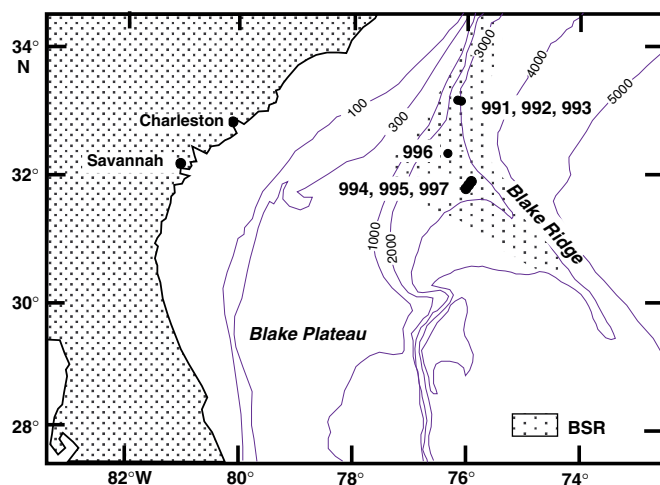 34°
N
32°
30°
28°
82°W
80°
78°
76°
74°
100
300
1000
2000
3000
4000
5000
Charleston
Savannah
991, 992, 993
996
994, 995, 997
Blake Ridge
Blake Plateau
BSR